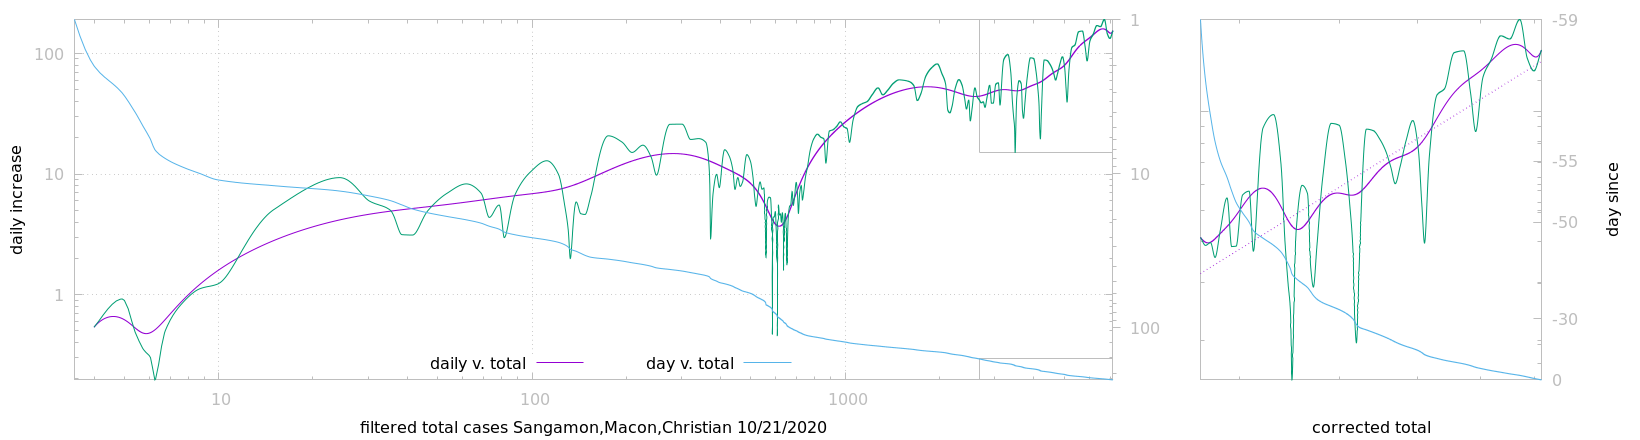 daily increase
100
10
1
1
10
100
10
100
1000
daily v. total
day v. total
filtered total cases Sangamon,Macon,Christian 10/21/2020
-59
-55
-50
-30
0
day since
corrected total